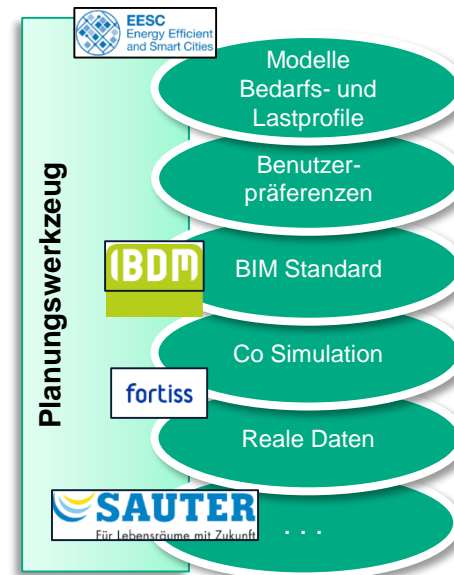 EESC
Energy Efficient
and Smart Cities
Modelle
Bedarfs- und
Lastprofile
Planungswerkzeug
Benutzer-
präferenzen
IBDM
BIM Standard
Co Simulation
fortiss
Reale Daten
SAUTER
Für Lebensräume mit Zukunft
. . .